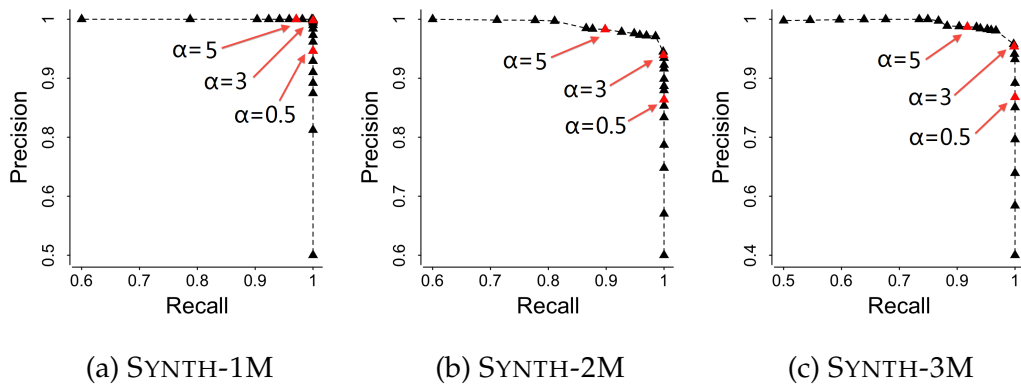 1
0.9
0.8
0.7
0.6
0.5
Precision
α=5
α=3
α=0.5
0.6 0.7 0.8 0.9 1
Recall
(a) SYNTH-1M
1
0.9
0.8
0.7
0.6
Precision
α=5
α=3
α=0.5
0.6 0.7 0.8 0.9 1
Recall
(b) SYNTH-2M
1
0.9
0.8
0.6
0.5
0.4
Precision
α=5
α=3
α=0.5
0.5 0.6 0.7 0.8 0.9 1
Recall
(c) SYNTH-3M